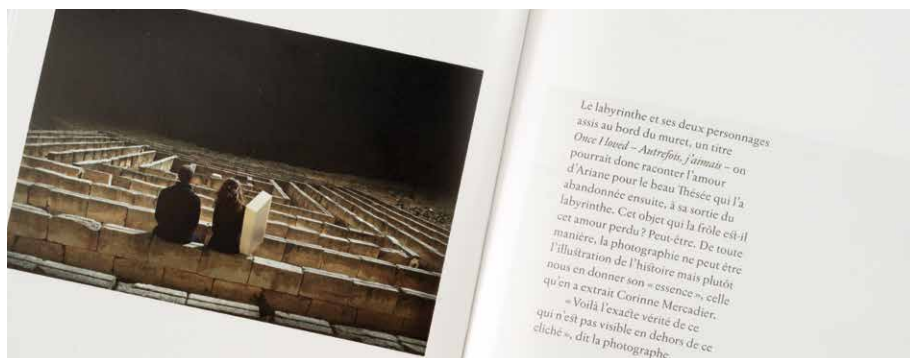 Le labyrinthe et ses deux personnages
assis au bord du muret, un titre
Once I loved – Autrefois, j'aimais – on
pourrait donc raconter l'amour
d'Ariane pour le beau Thésée qui l'a
abandonnée ensuite, à sa sortie du
labyrinthe. Cet objet qui la frôle est-il
cet amour perdu ? Peut-être. De toute
manière, la photographie ne peut être
l'illustration de l'histoire mais plutôt
nous en donner son « essence », celle
qu'en a extrait Corinne Mercadier.
« Voilà l'exacte vérité de ce
qui n'est pas visible en dehors de ce
cliché », dit la photographe